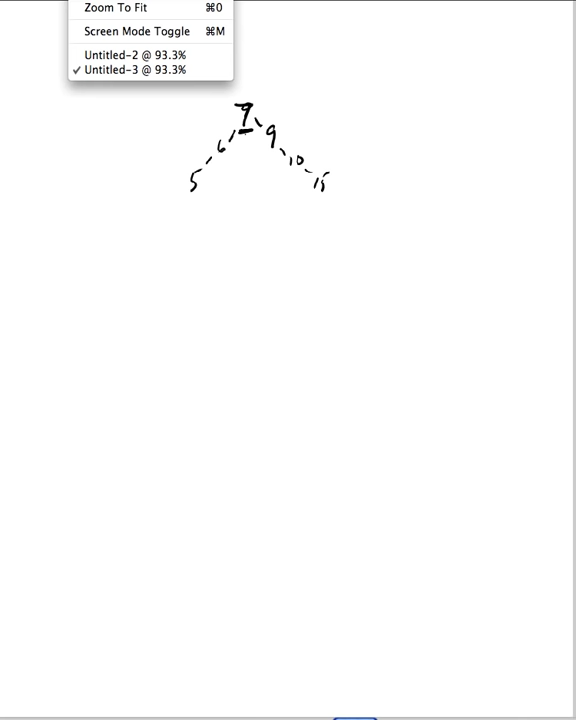 Zoom To Fit ⌘0
Screen Mode Toggle ⌘M
Untitled-2 @ 93.3%
✓ Untitled-3 @ 93.3%
7
9
6
10
5
15